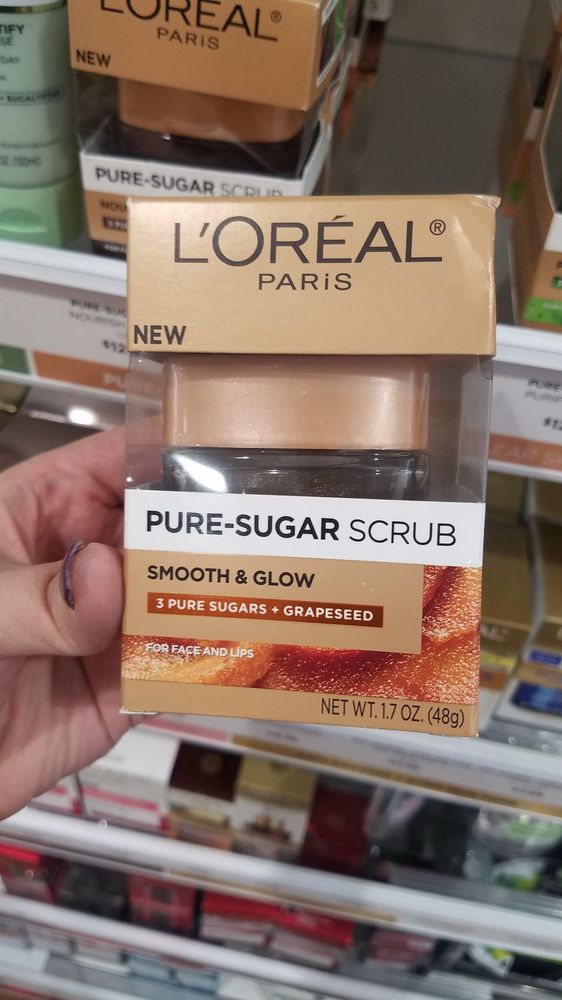 L'ORÉAL®
PARIS
NEW
PURE-SUGAR SCRUB
L'ORÉAL®
PARIS
NEW
PURE-SUGAR SCRUB
SMOOTH & GLOW
3 PURE SUGARS + GRAPESEED
FOR FACE AND LIPS
NET WT. 1.7 OZ. (48g)